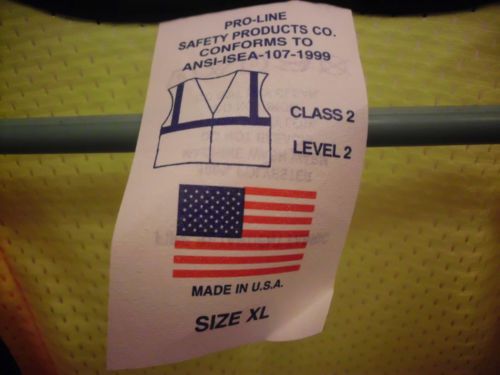 PRO-LINE
SAFETY PRODUCTS CO.
CONFORMS TO
ANSI-ISEA-107-1999
CLASS 2
LEVEL 2
MADE IN U.S.A.
SIZE XL